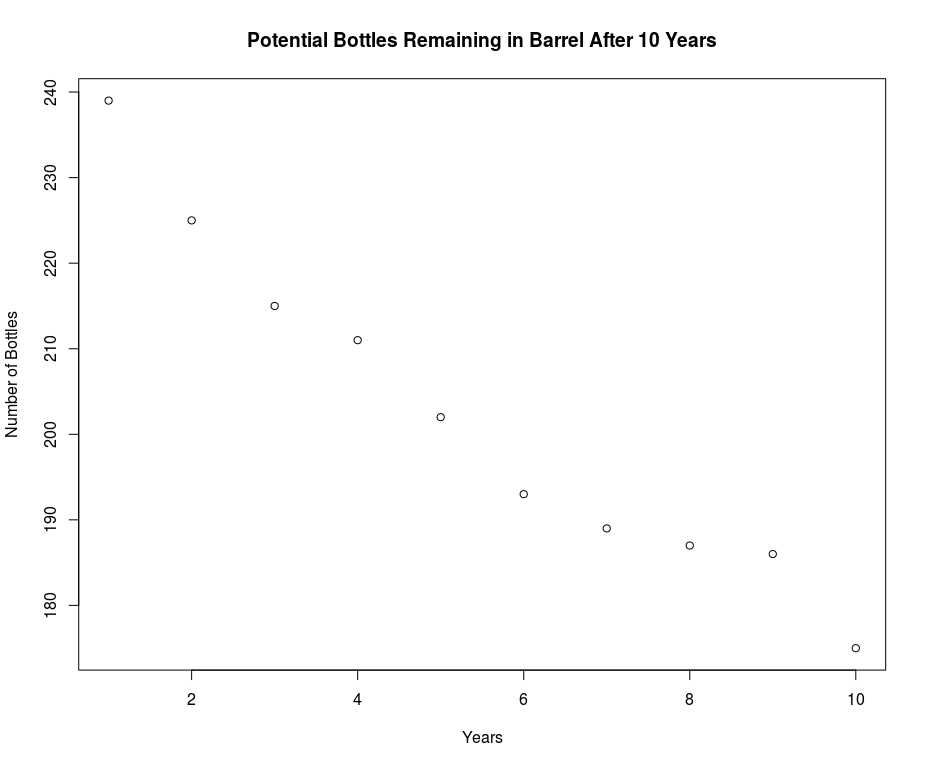 Potential Bottles Remaining in Barrel After 10 Years
240
230
220
210
200
190
180
Number of Bottles
2 4 6 8 10
Years